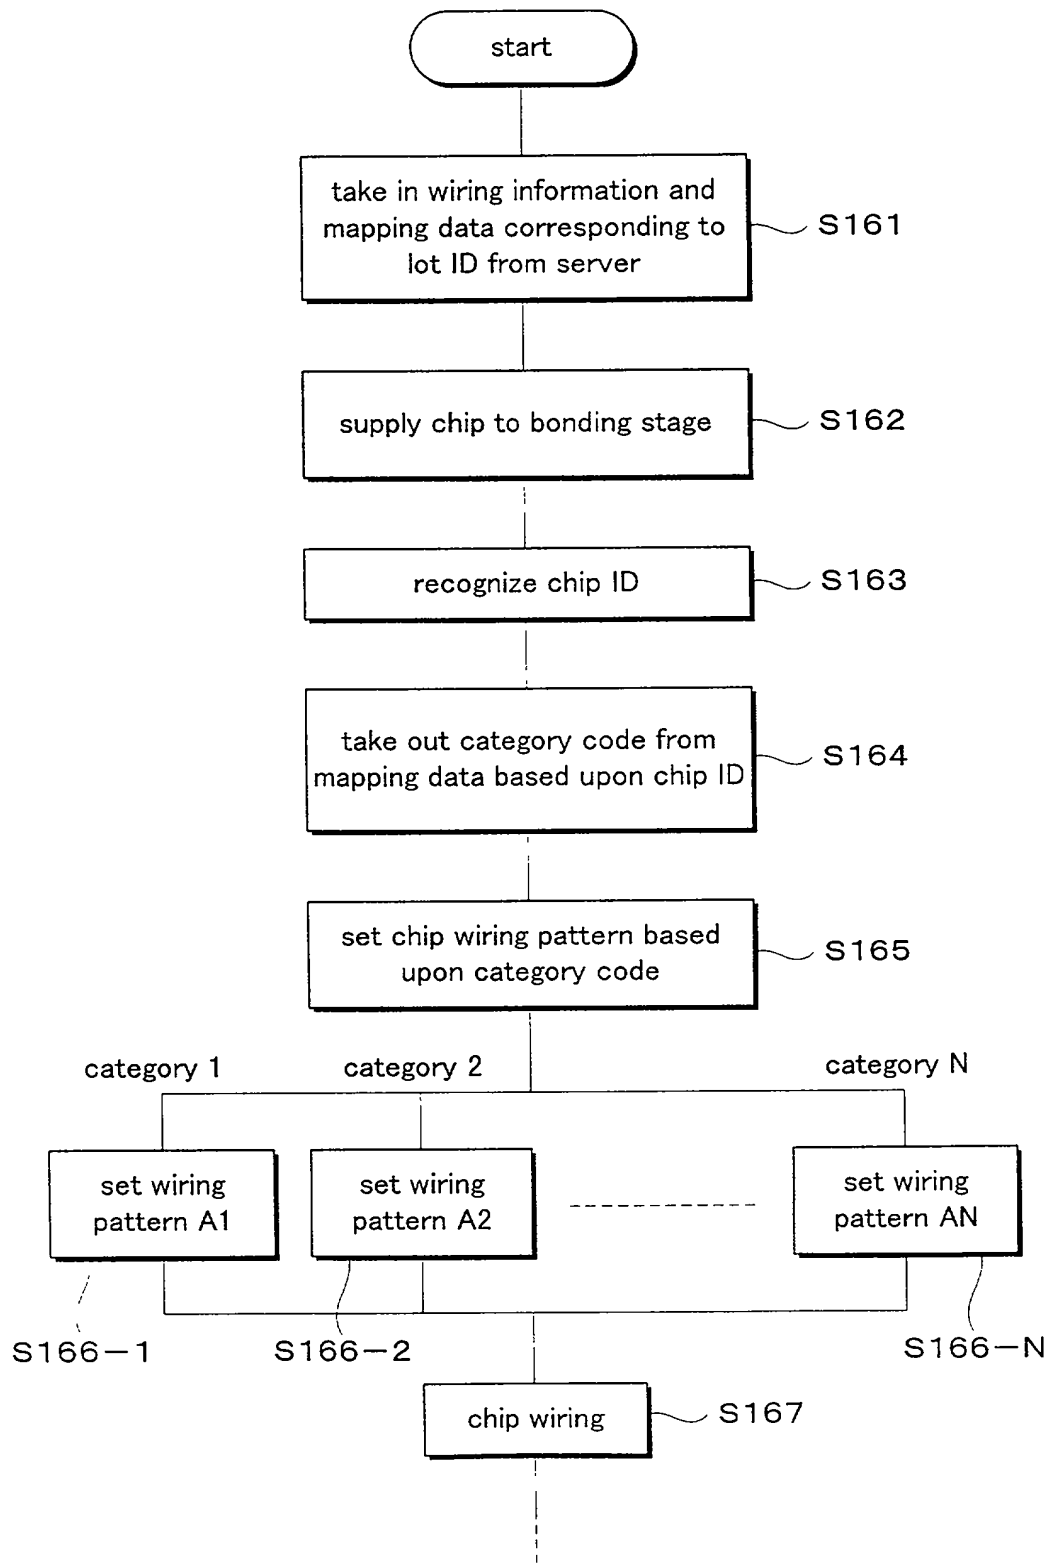 start
take in wiring information and
mapping data corresponding to
lot ID from server
S161
supply chip to bonding stage
S162
recognize chip ID
S163
take out category code from
mapping data based upon chip ID
S164
set chip wiring pattern based
upon category code
S165
category 1
category 2
category N
set wiring
pattern A1
set wiring
pattern A2
set wiring
pattern AN
S166-1
S166-2
S166-N
chip wiring
S167